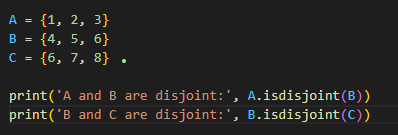 A = {1, 2, 3}
B = {4, 5, 6}
C = {6, 7, 8}
print('A and B are disjoint:', A.isdisjoint(B))
print('B and C are disjoint:', B.isdisjoint(C))